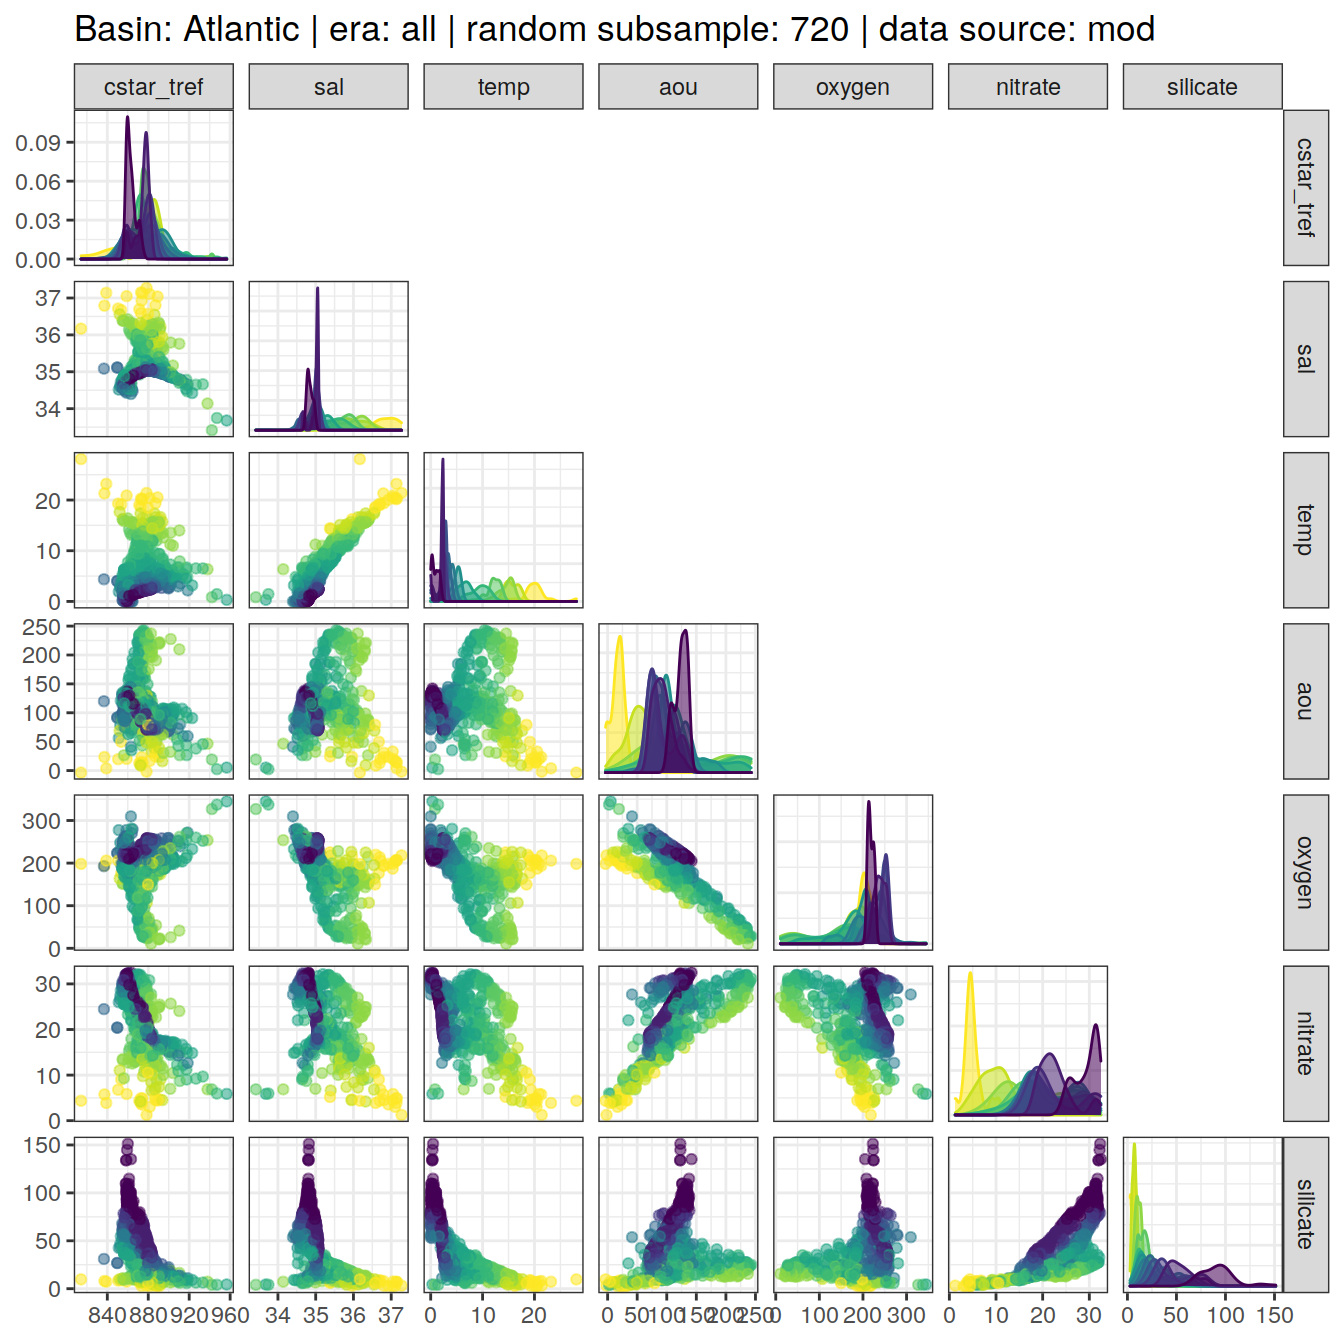 Basin: Atlantic | era: all | random subsample: 720 | data source: mod
cstar_tref sal temp aou oxygen nitrate silicate
0.09
0.06
0.03
0.00
cstar_tref
37
36
35
34
sal
20
10
0
temp
250
200
150
100
50
0
aou
300
200
100
0
oxygen
30
20
10
0
nitrate
150
100
50
0
silicate
840 880 920 960 34 35 36 37 0 10 20 0 50 100 150 200 250 0 100 200 300 0 10 20 30 0 50 100 150